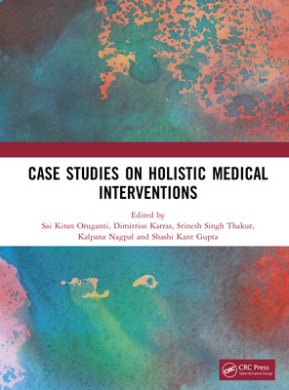 CASE STUDIES ON HOLISTIC MEDICAL
INTERVENTIONS
Edited by
Sai Kiran Oruganti, Dimitrios Karras, Srinesh Singh Thakur,
Kalpana Nagpal and Shashi Kant Gupta
CRC Press
Taylor & Francis Group